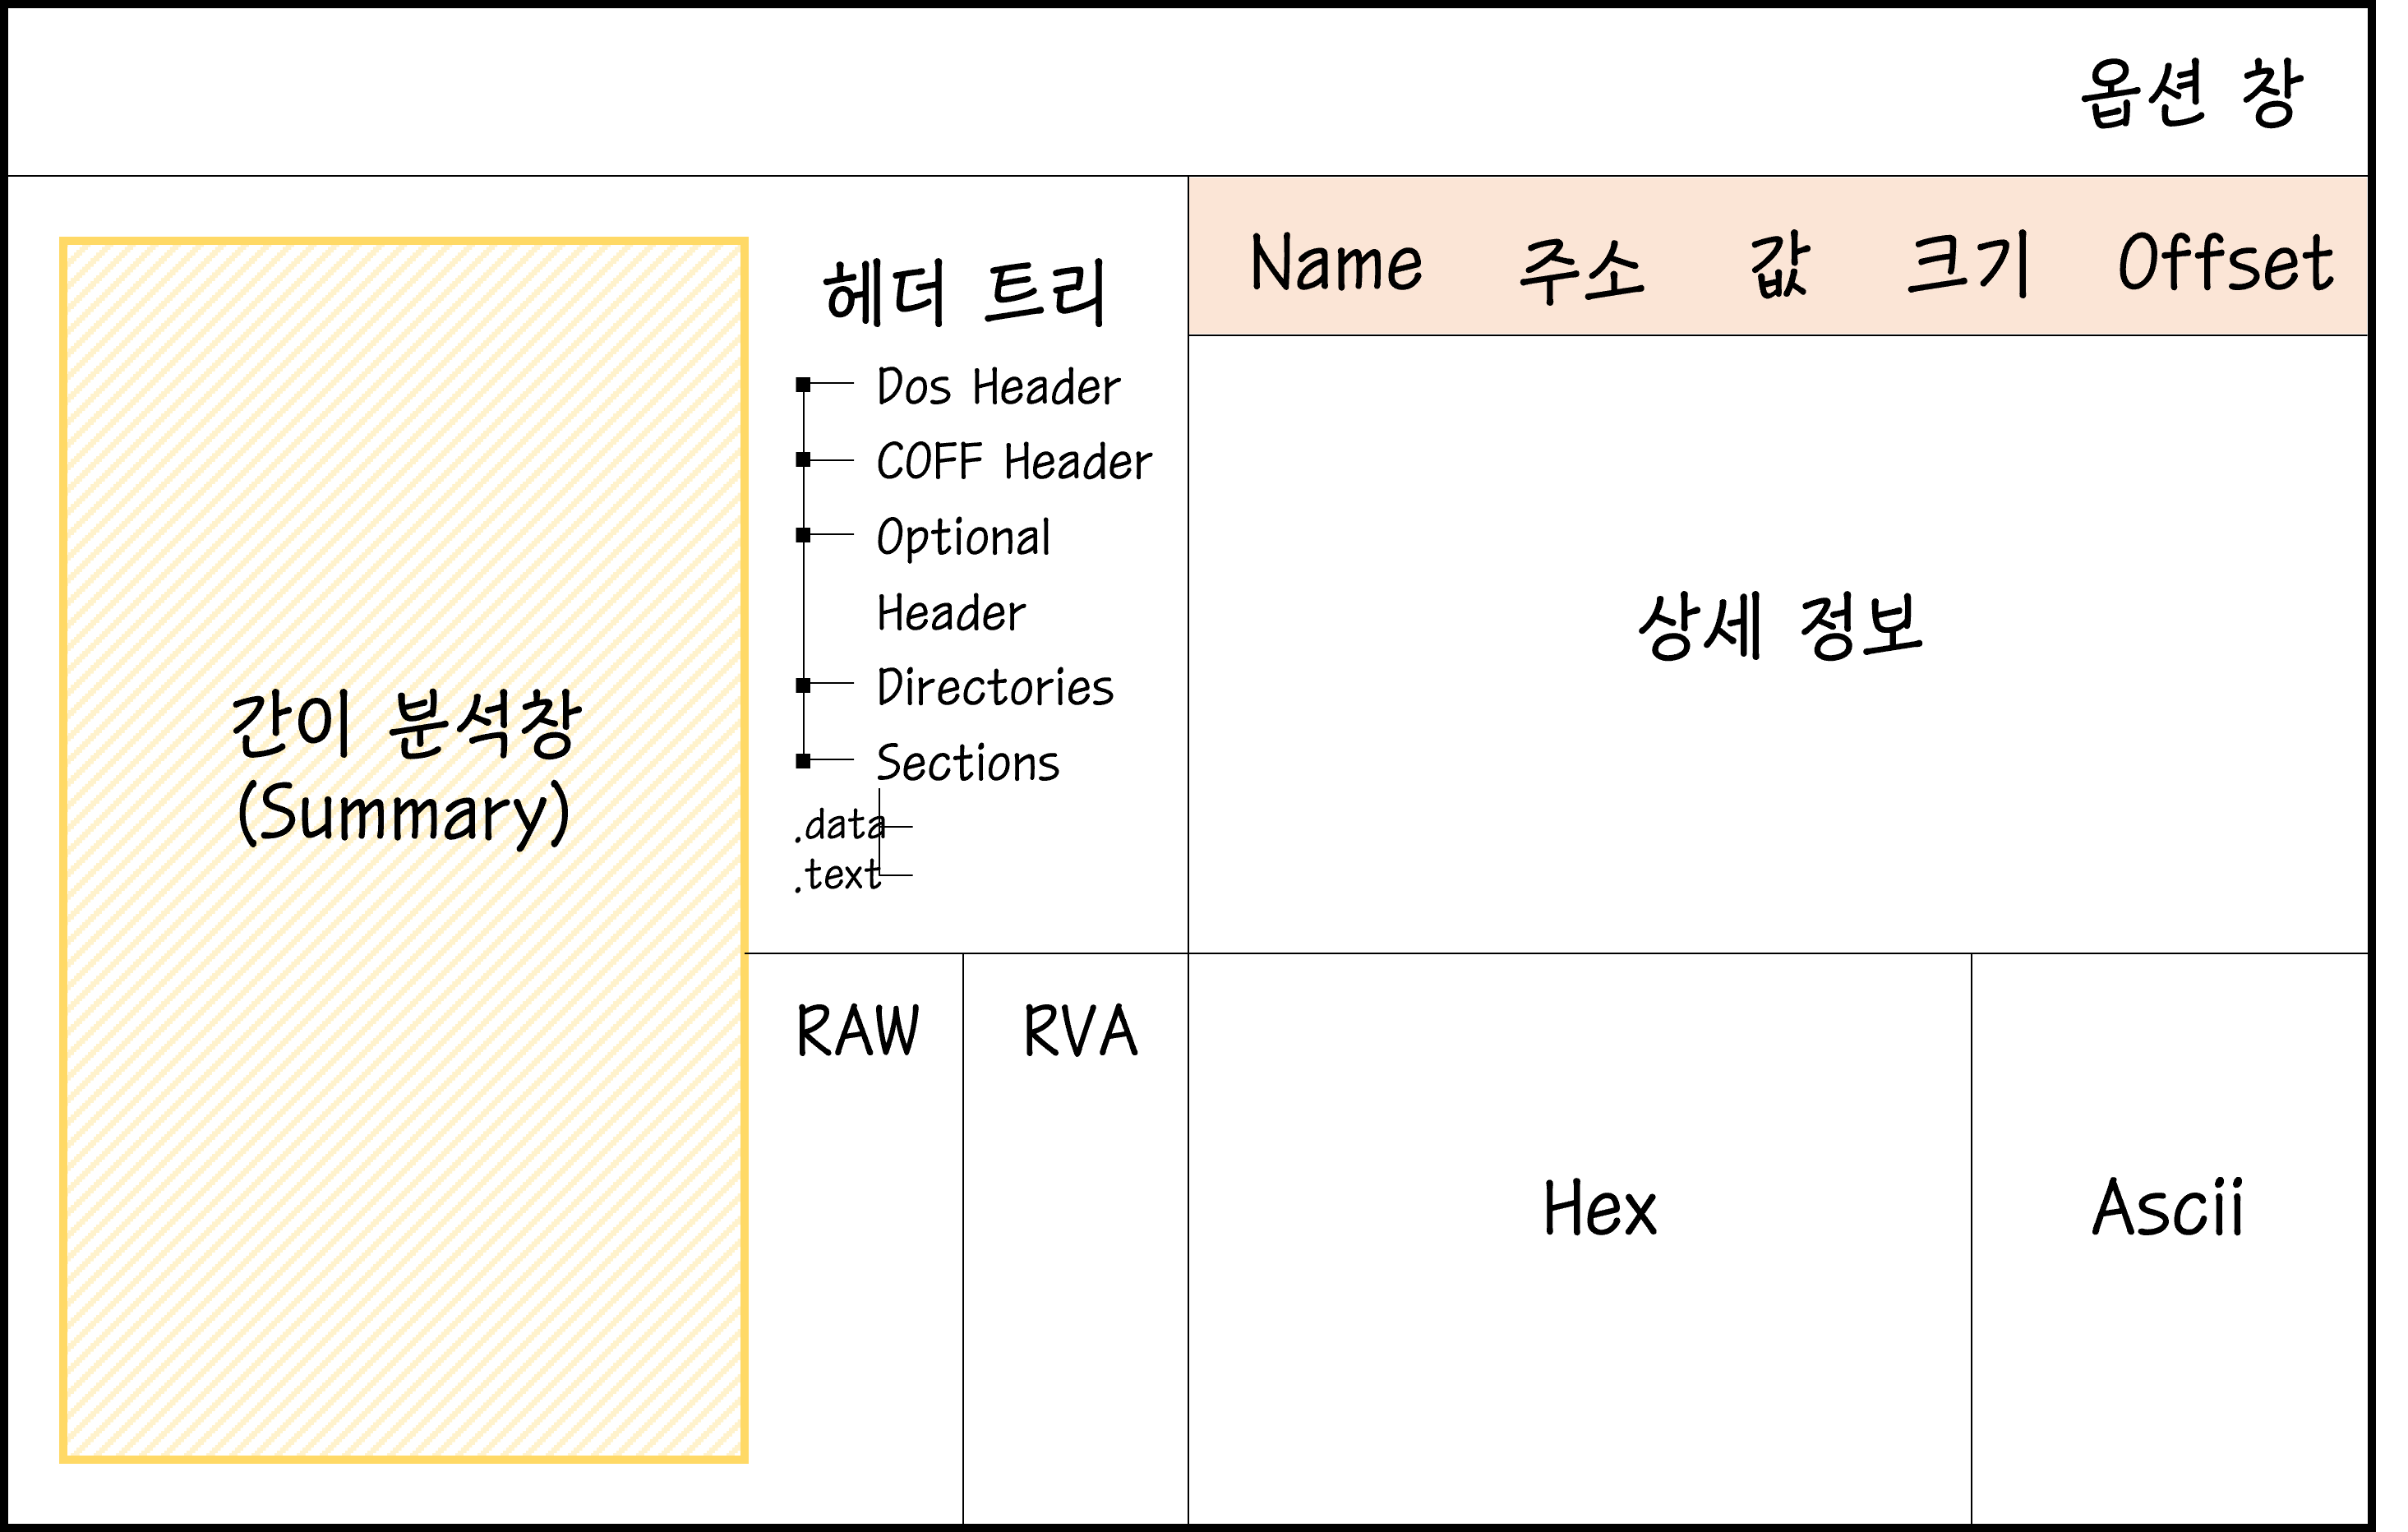 옵션 창
간이 분석창
(Summary)
헤더 트리
Dos Header
COFF Header
Optional
Header
Directories
Sections
.data
.text
Name 주소 값 크기 Offset
상세 정보
RAW
RVA
Hex
Ascii